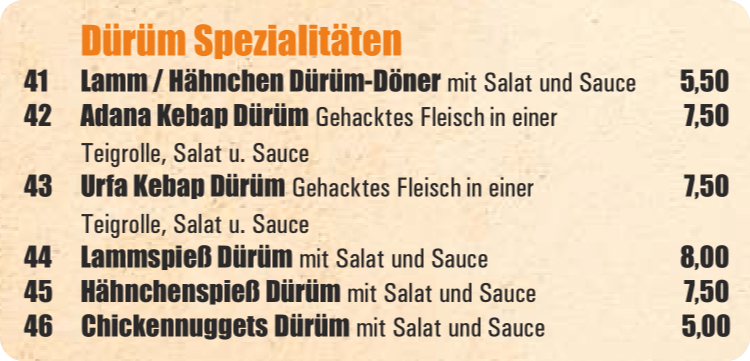 Dürüm Spezialitäten
41 Lamm / Hähnchen Dürüm-Döner mit Salat und Sauce 5,50
42 Adana Kebap Dürüm Gehacktes Fleisch in einer 7,50
Teigrolle, Salat u. Sauce
43 Urfa Kebap Dürüm Gehacktes Fleisch in einer 7,50
Teigrolle, Salat u. Sauce
44 Lammspieß Dürüm mit Salat und Sauce 8,00
45 Hähnchenspieß Dürüm mit Salat und Sauce 7,50
46 Chickennuggets Dürüm mit Salat und Sauce 5,00